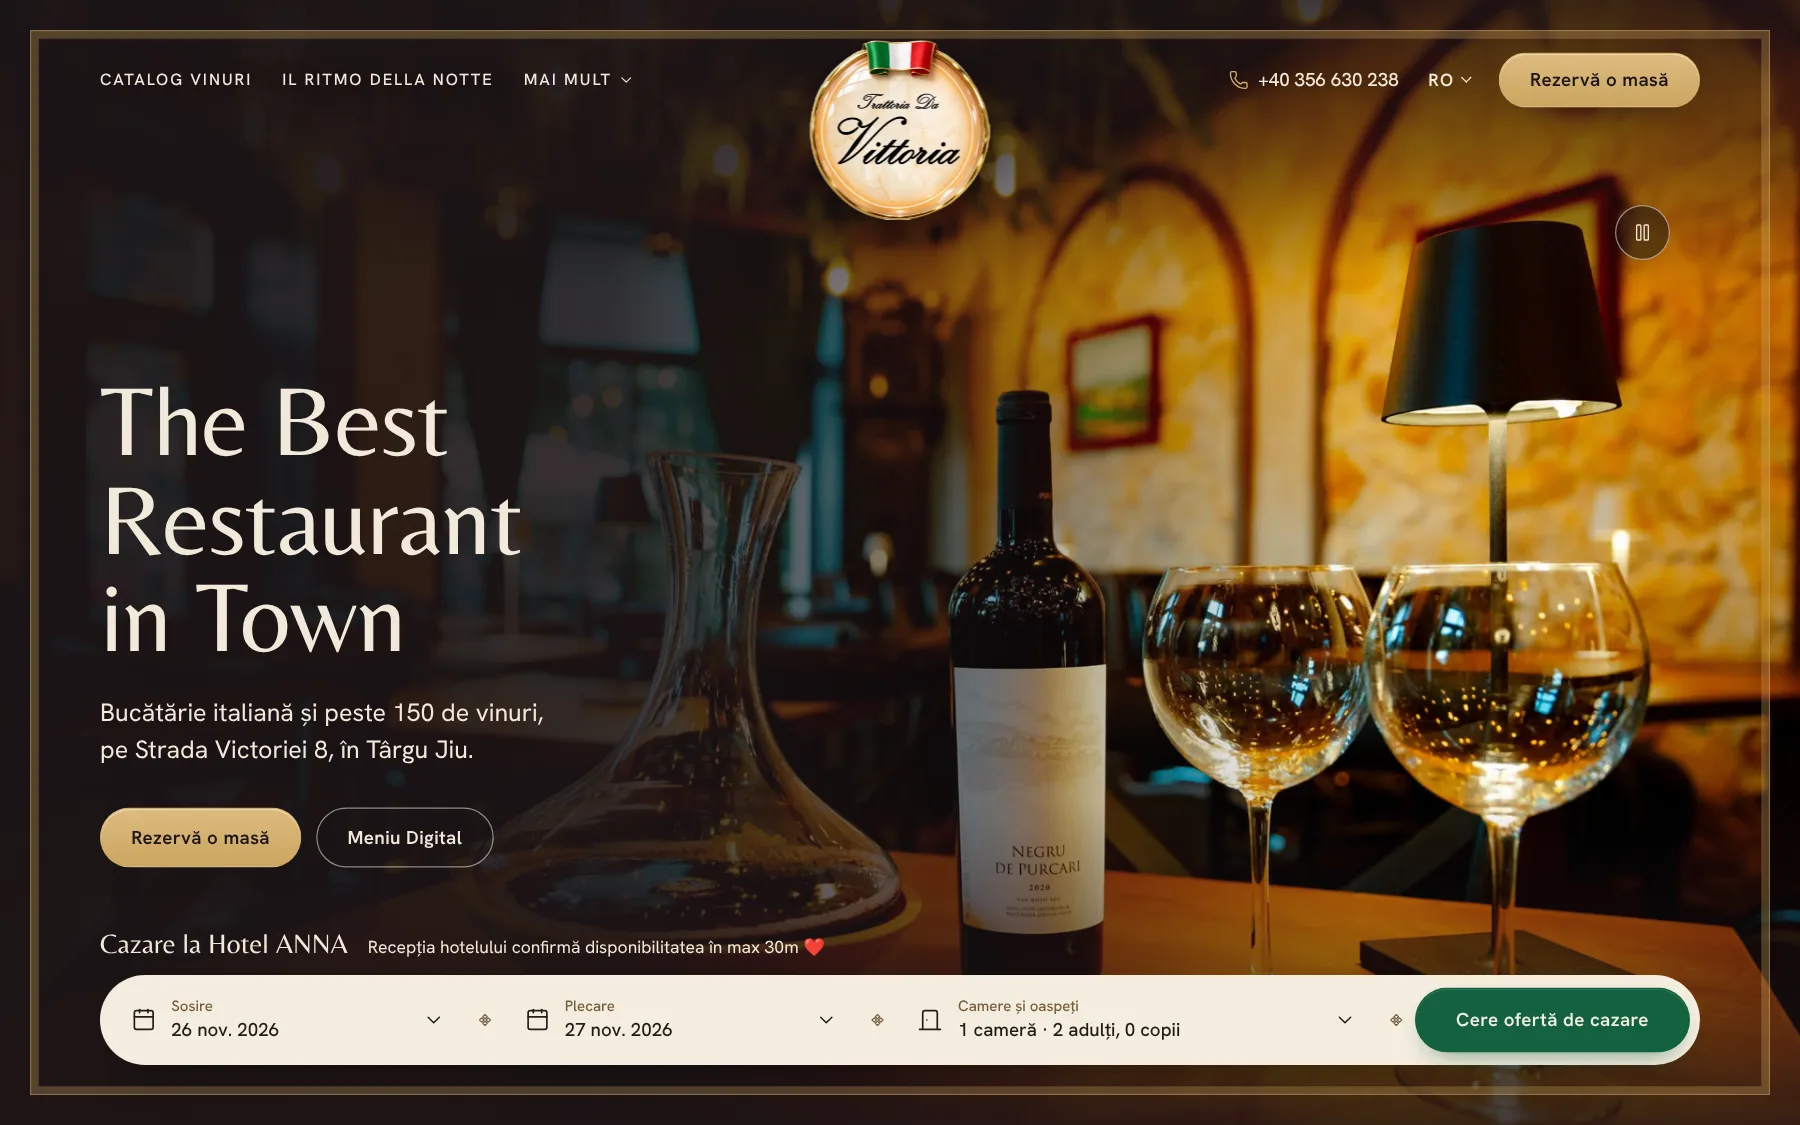 CATALOG VINURI
IL RITMO DELLA NOTTE
MAI MULT
Trattoria Da
Vittoria
+40 356 630 238
RO
Rezervă o masă
The Best
Restaurant
in Town
Bucătărie italiană și peste 150 de vinuri,
pe Strada Victoriei 8, în Târgu Jiu.
Rezervă o masă
Meniu Digital
NEGRU
DE PURCARI
2020
Cazare la Hotel ANNA
Recepția hotelului confirmă disponibilitatea în max 30m ❤️
Sosire
26 nov. 2026
Plecare
27 nov. 2026
Camere și oaspeți
1 cameră · 2 adulți, 0 copii
Cere ofertă de cazare